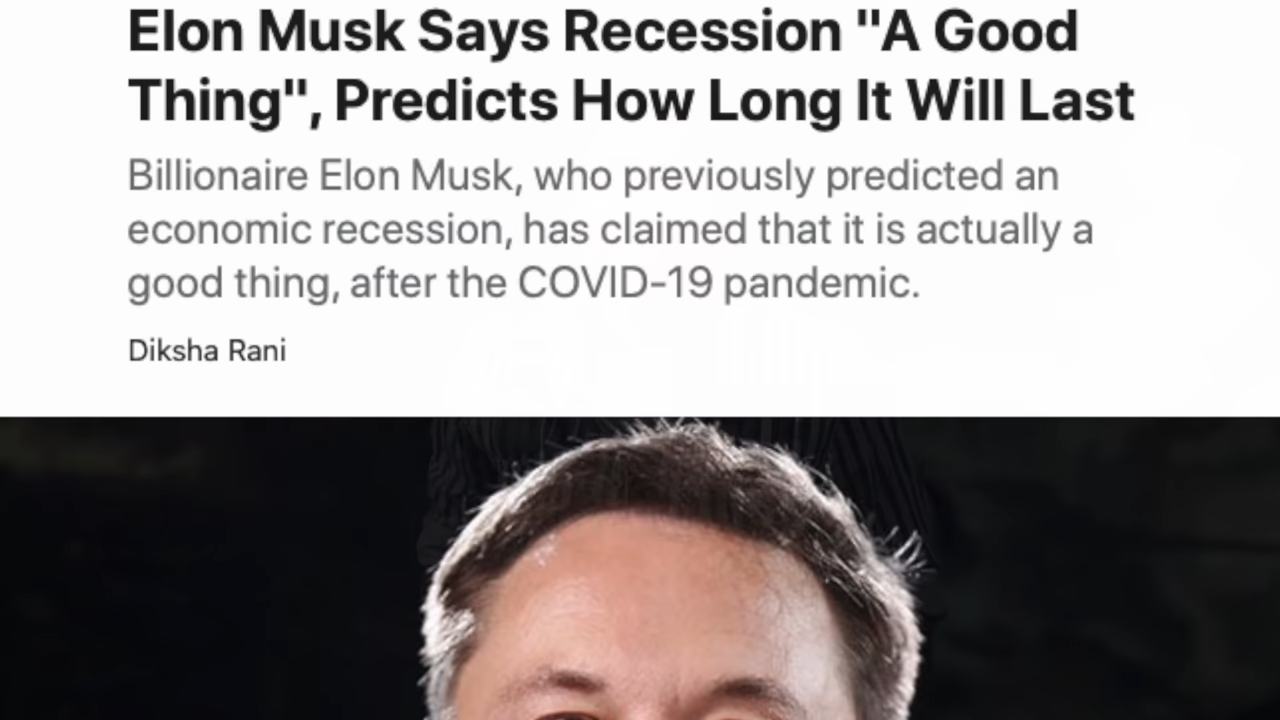 Elon Musk Says Recession "A Good
Thing", Predicts How Long It Will Last
Billionaire Elon Musk, who previously predicted an
economic recession, has claimed that it is actually a
good thing, after the COVID-19 pandemic.
Diksha Rani